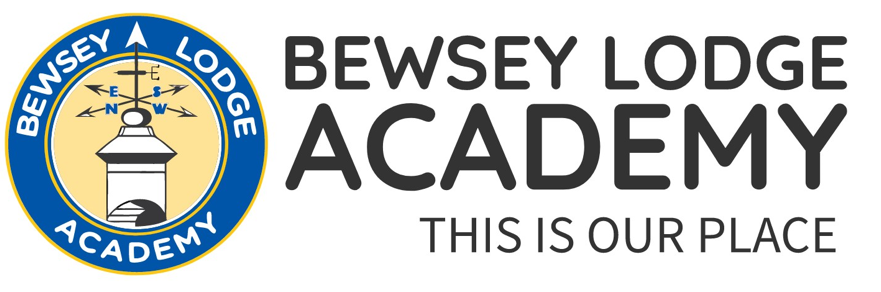 BEWSEY LODGE
ACADEMY
E S
N W
BEWSEY LODGE
ACADEMY
THIS IS OUR PLACE